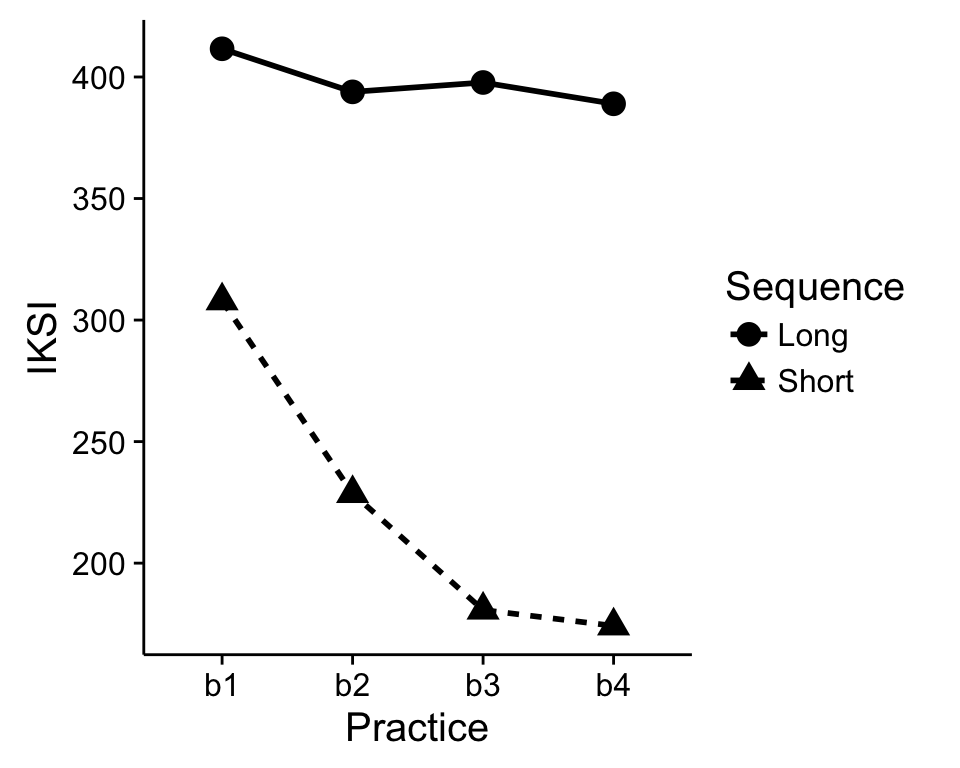 400
350
300
250
200
IKSI
b1 b2 b3 b4
Practice
Sequence
Long
Short